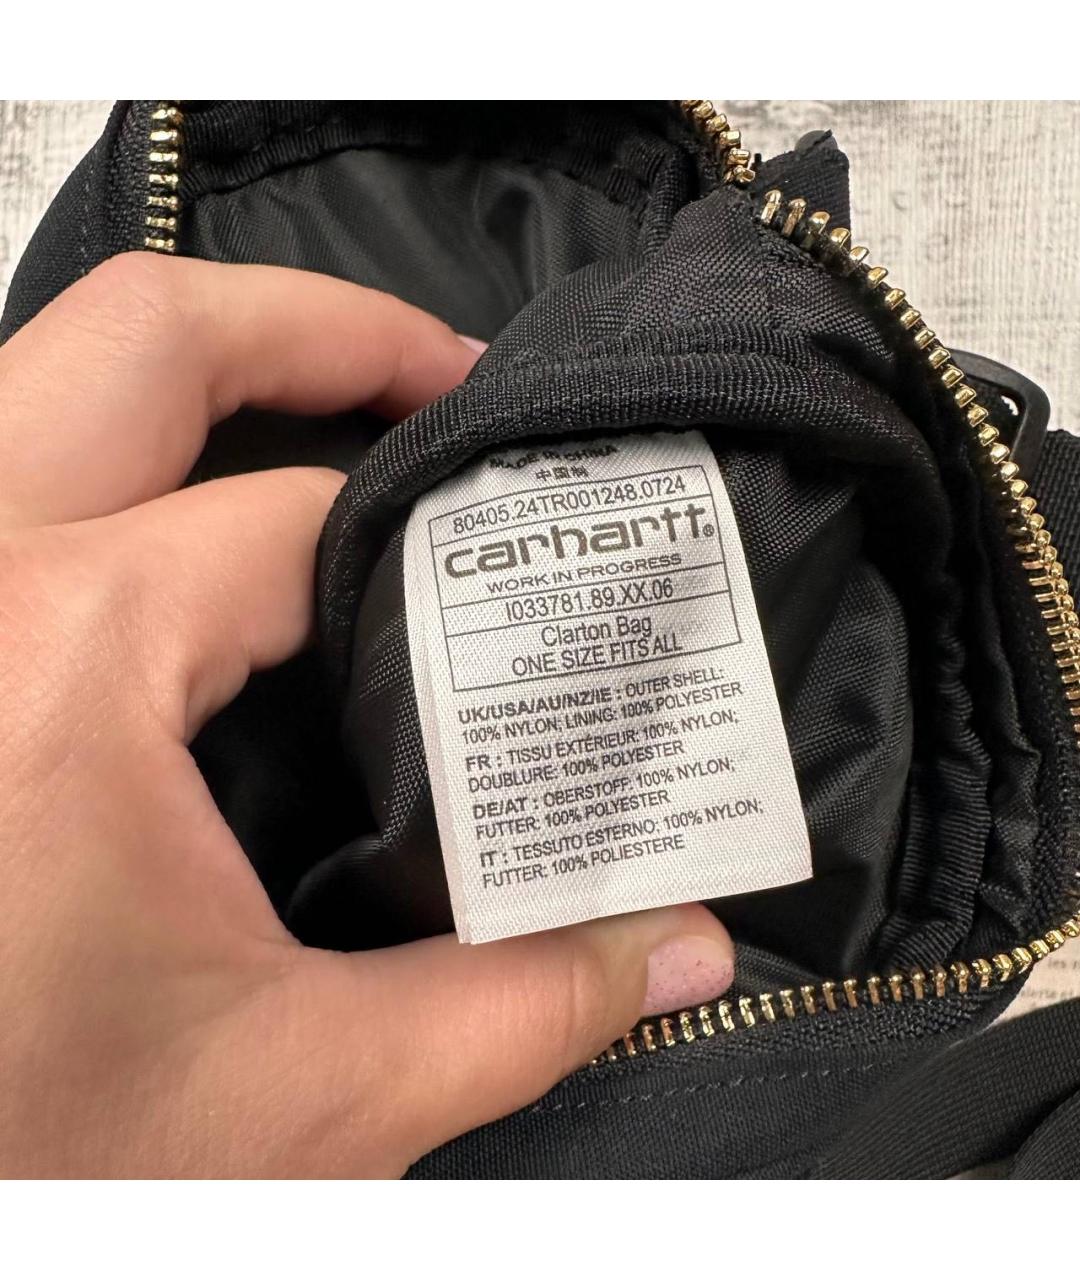 MADE IN CHINA
中国制
80405.24TR001248.0724
carhartt®
WORK IN PROGRESS
I033781.89.XX.06
Clarton Bag
ONE SIZE FITS ALL
UK/USA/AU/NZ/IE : OUTER SHELL:
100% NYLON; LINING: 100% POLYESTER
FR : TISSU EXTÉRIEUR: 100% NYLON;
DOUBLURE: 100% POLYESTER
DE/AT : OBERSTOFF: 100% NYLON;
FUTTER: 100% POLYESTER
IT : TESSUTO ESTERNO: 100% NYLON;
FUTTER: 100% POLIESTERE